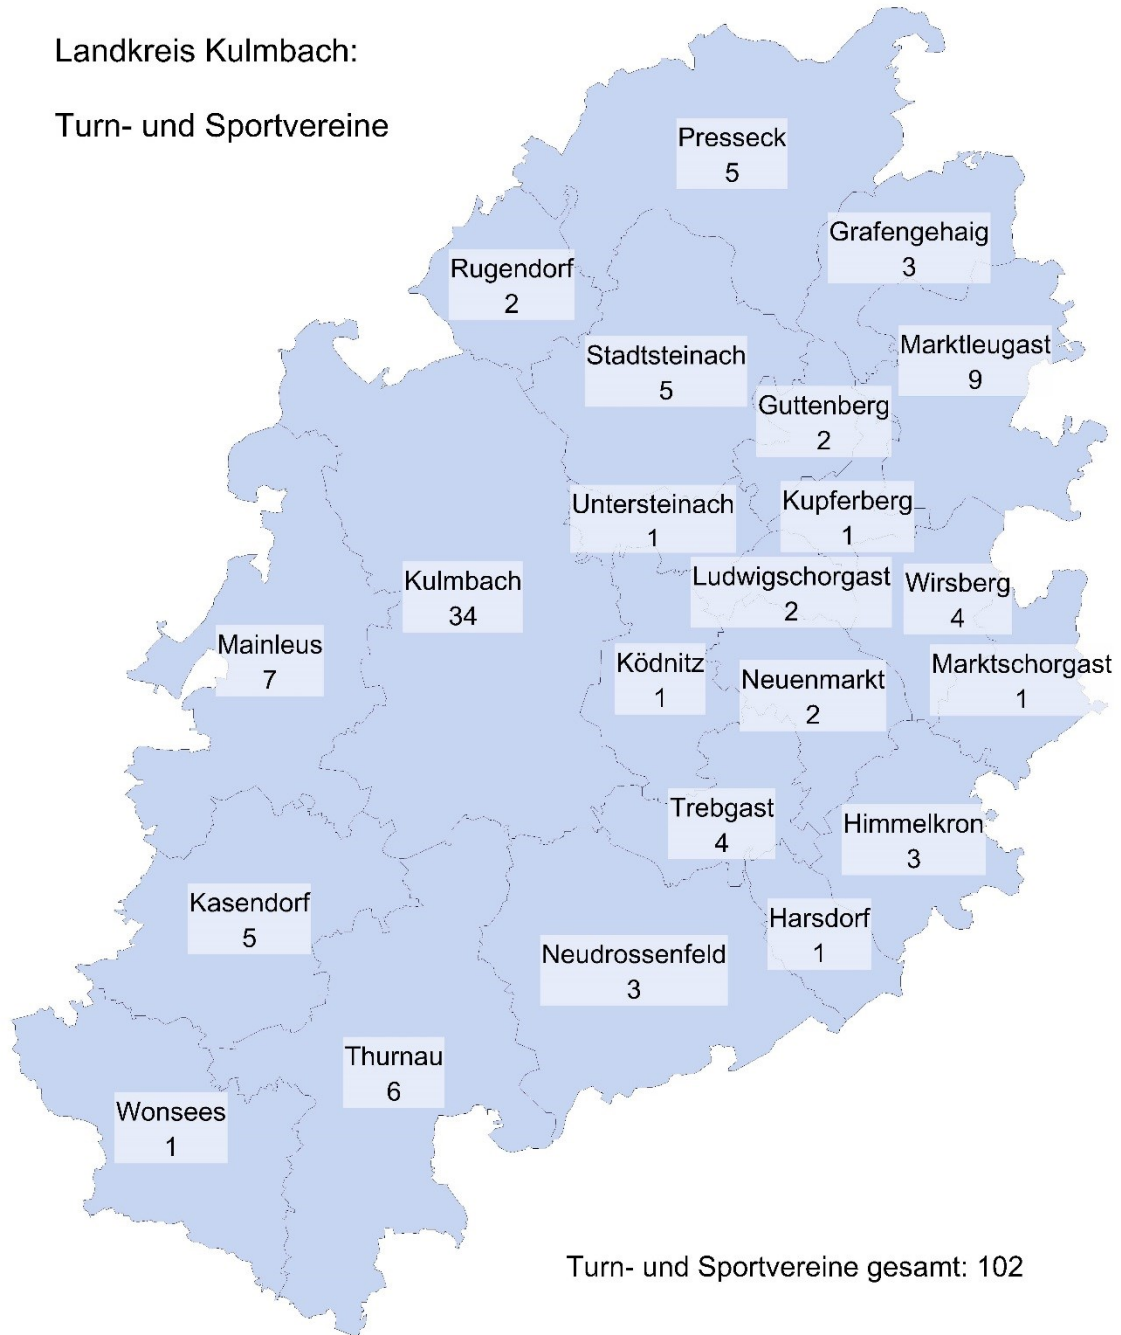 Landkreis Kulmbach:
Turn- und Sportvereine
Presseck
5
Grafengehaig
3
Rugendorf
2
Marktleugast
9
Stadtsteinach
5
Guttenberg
2
Untersteinach
1
Kupferberg
1
Kulmbach
34
Ludwigschorgast
2
Wirsberg
4
Mainleus
7
Ködnitz
1
Neuenmarkt
2
Marktschorgast
1
Trebgast
4
Himmelkron
3
Kasendorf
5
Harsdorf
1
Neudrossenfeld
3
Thurnau
6
Wonsees
1
Turn- und Sportvereine gesamt: 102